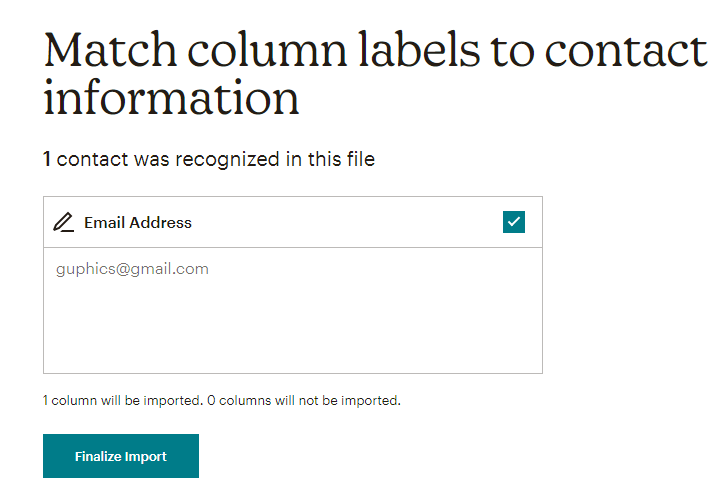 Match column labels to contact
information
1 contact was recognized in this file
Email Address
guphics@gmail.com
1 column will be imported. 0 columns will not be imported.
Finalize Import